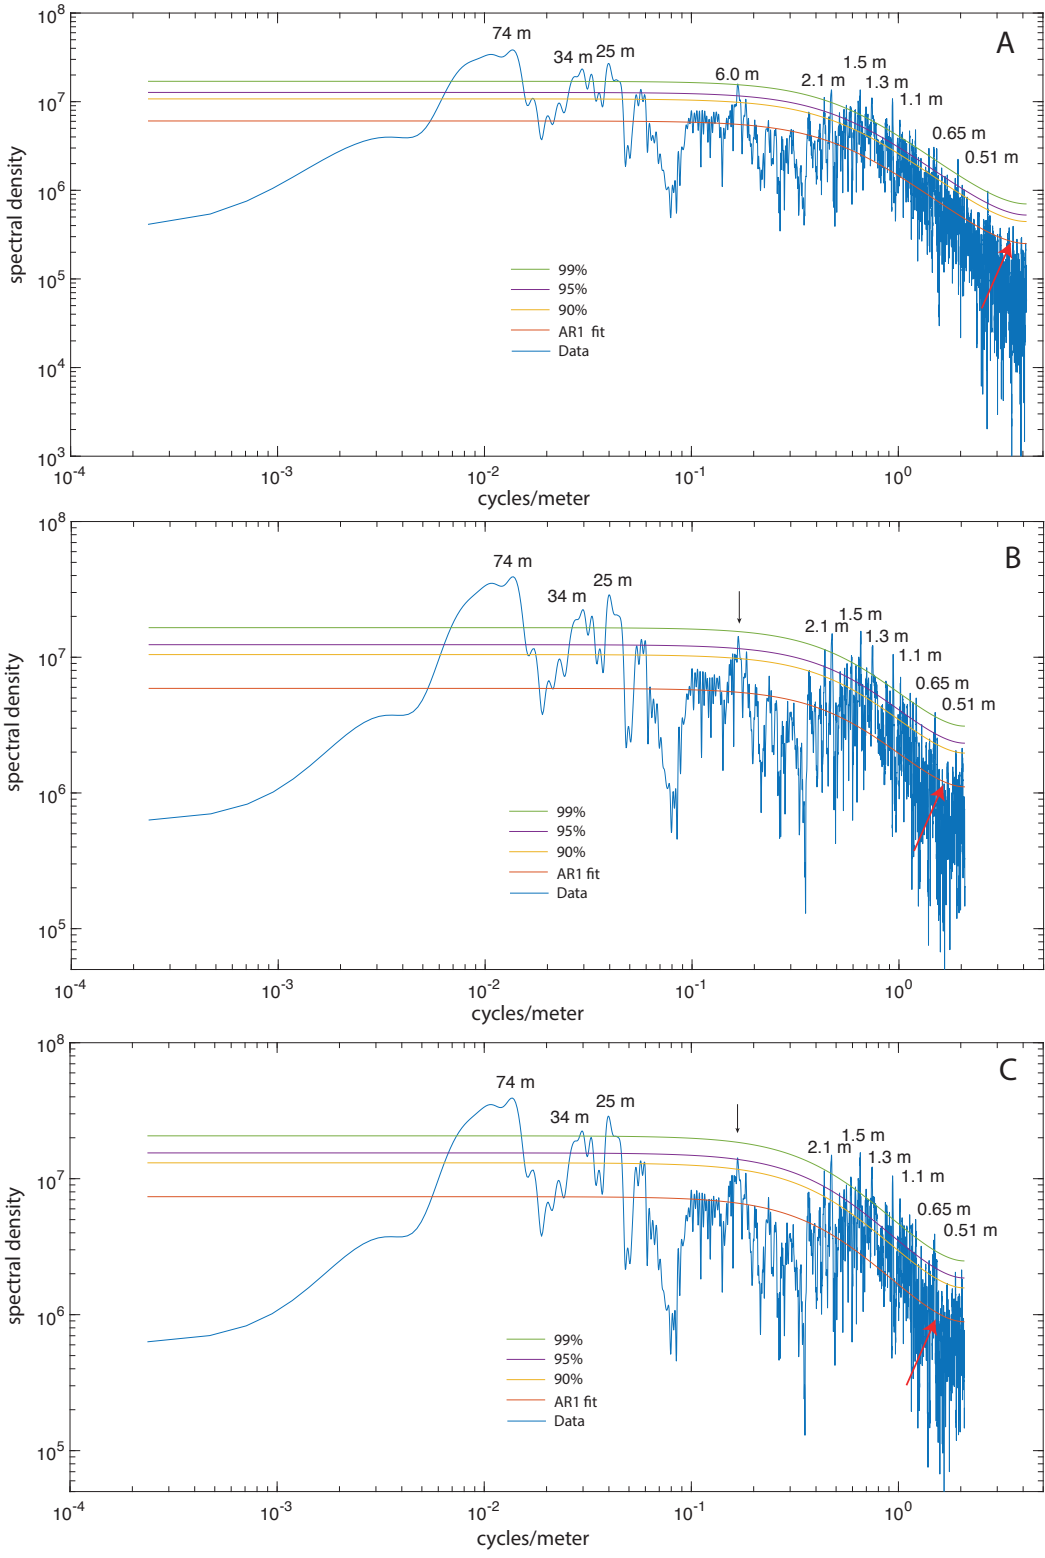 A
10^8
10^7
10^6
10^5
10^4
10^3
spectral density
74 m
34 m
25 m
6.0 m
2.1 m
1.5 m
1.3 m
1.1 m
0.65 m
0.51 m
99%
95%
90%
AR1 fit
Data
10^-4
10^-3
10^-2
10^-1
10^0
cycles/meter
B
10^8
10^7
10^6
10^5
spectral density
74 m
34 m
25 m
2.1 m
1.5 m
1.3 m
1.1 m
0.65 m
0.51 m
99%
95%
90%
AR1 fit
Data
10^-4
10^-3
10^-2
10^-1
10^0
cycles/meter
C
10^8
10^7
10^6
10^5
spectral density
74 m
34 m
25 m
2.1 m
1.5 m
1.3 m
1.1 m
0.65 m
0.51 m
99%
95%
90%
AR1 fit
Data
10^-4
10^-3
10^-2
10^-1
10^0
cycles/meter